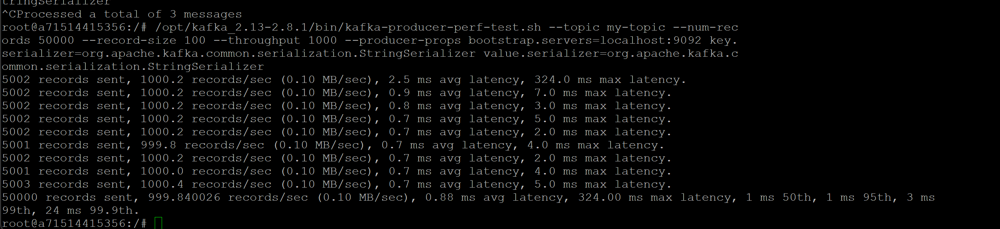 tringSerializer
^CProcessed a total of 3 messages
root@a71514415356:/# /opt/kafka_2.13-2.8.1/bin/kafka-producer-perf-test.sh --topic my-topic --num-rec
ords 50000 --record-size 100 --throughput 1000 --producer-props bootstrap.servers=localhost:9092 key.
serializer=org.apache.kafka.common.serialization.StringSerializer value.serializer=org.apache.kafka.c
ommon.serialization.StringSerializer
5002 records sent, 1000.2 records/sec (0.10 MB/sec), 2.5 ms avg latency, 324.0 ms max latency.
5002 records sent, 1000.2 records/sec (0.10 MB/sec), 0.9 ms avg latency, 7.0 ms max latency.
5002 records sent, 1000.2 records/sec (0.10 MB/sec), 0.8 ms avg latency, 3.0 ms max latency.
5002 records sent, 1000.2 records/sec (0.10 MB/sec), 0.7 ms avg latency, 5.0 ms max latency.
5002 records sent, 1000.2 records/sec (0.10 MB/sec), 0.7 ms avg latency, 2.0 ms max latency.
5001 records sent, 999.8 records/sec (0.10 MB/sec), 0.7 ms avg latency, 4.0 ms max latency.
5002 records sent, 1000.2 records/sec (0.10 MB/sec), 0.7 ms avg latency, 2.0 ms max latency.
5001 records sent, 1000.0 records/sec (0.10 MB/sec), 0.7 ms avg latency, 4.0 ms max latency.
5003 records sent, 1000.4 records/sec (0.10 MB/sec), 0.7 ms avg latency, 5.0 ms max latency.
50000 records sent, 999.840026 records/sec (0.10 MB/sec), 0.88 ms avg latency, 324.00 ms max latency, 1 ms 50th, 1 ms 95th, 3 ms
99th, 24 ms 99.9th.
root@a71514415356:/#